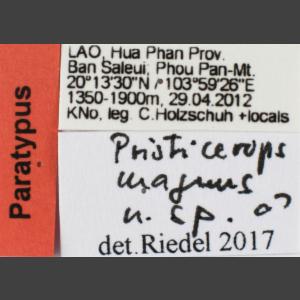 Paratypus
LAO, Hua Phan Prov.
Ban Saleui, Phou Pan-Mt.
20°13'30"N / 103°59'26"E
1350-1900m, 29.04.2012
KNo, leg. C.Holzschuh +locals
Pristicerops
magnus
n. sp. ♂
det.Riedel 2017